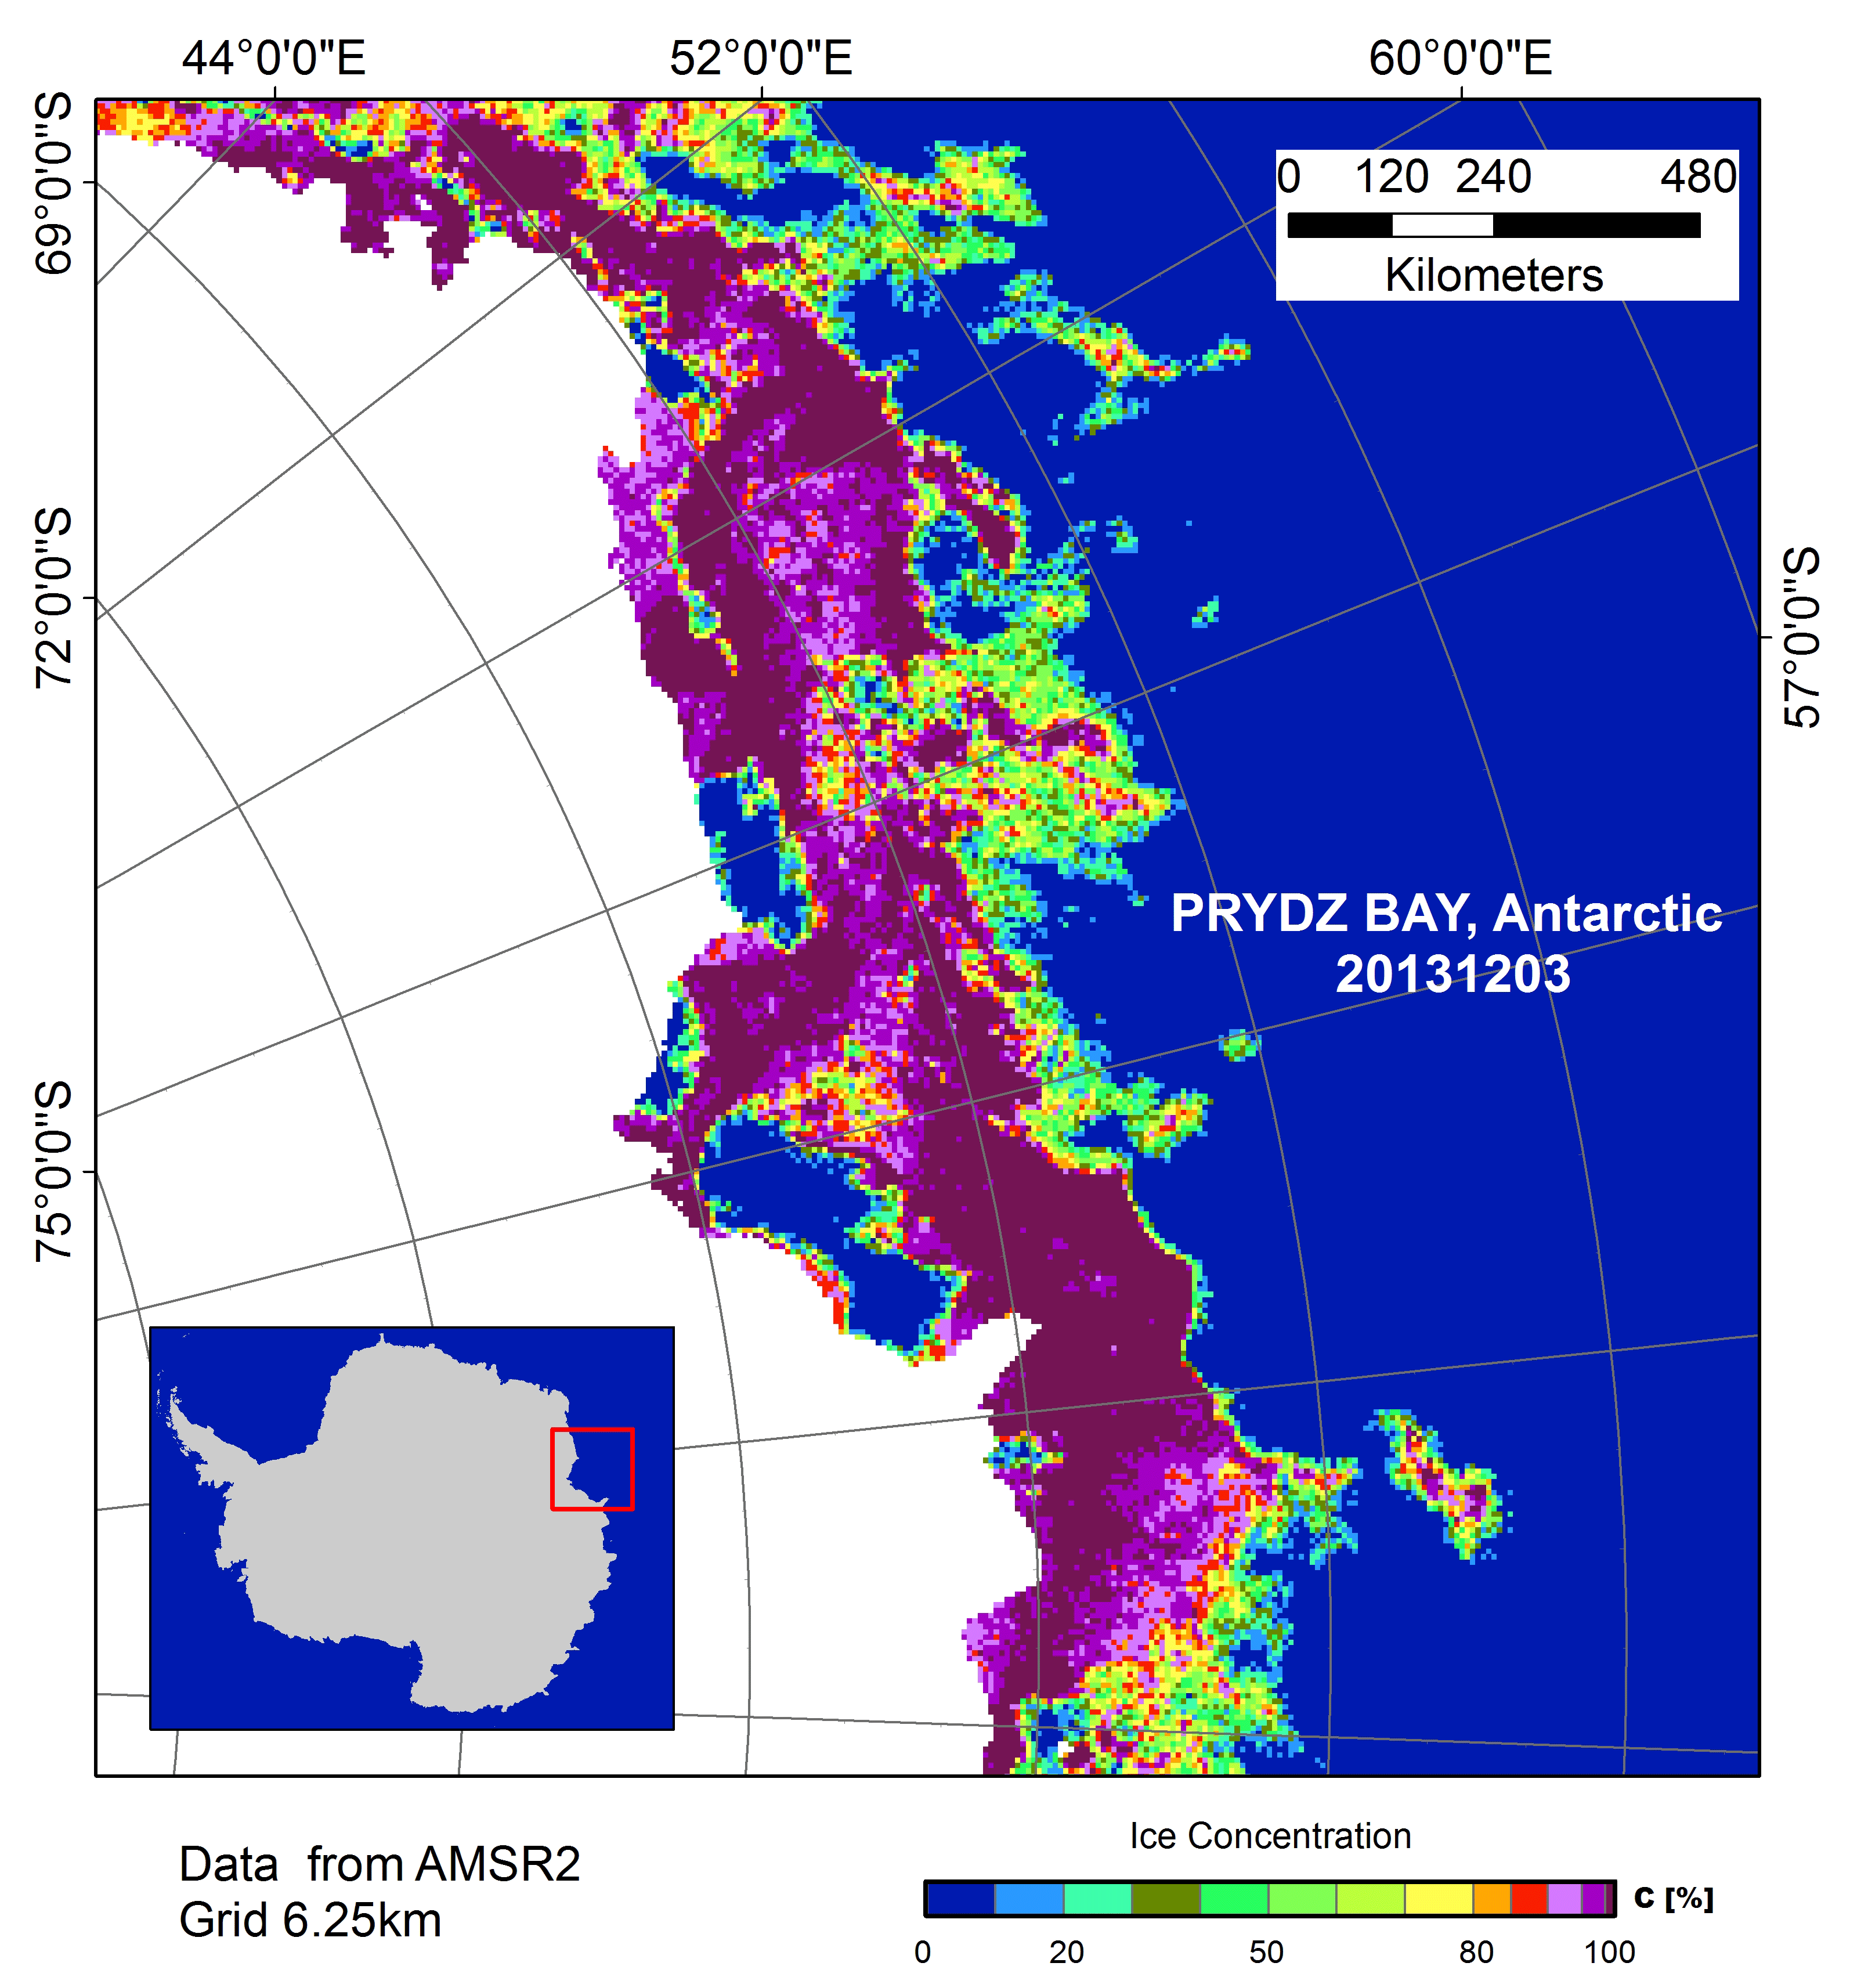 44°0'0"E 52°0'0"E 60°0'0"E
69°0'0"S
72°0'0"S
75°0'0"S
57°0'0"S
0 120 240 480
Kilometers
PRYDZ BAY, Antarctic
20131203
Data from AMSR2
Grid 6.25km
Ice Concentration
C [%]
0 20 50 80 100